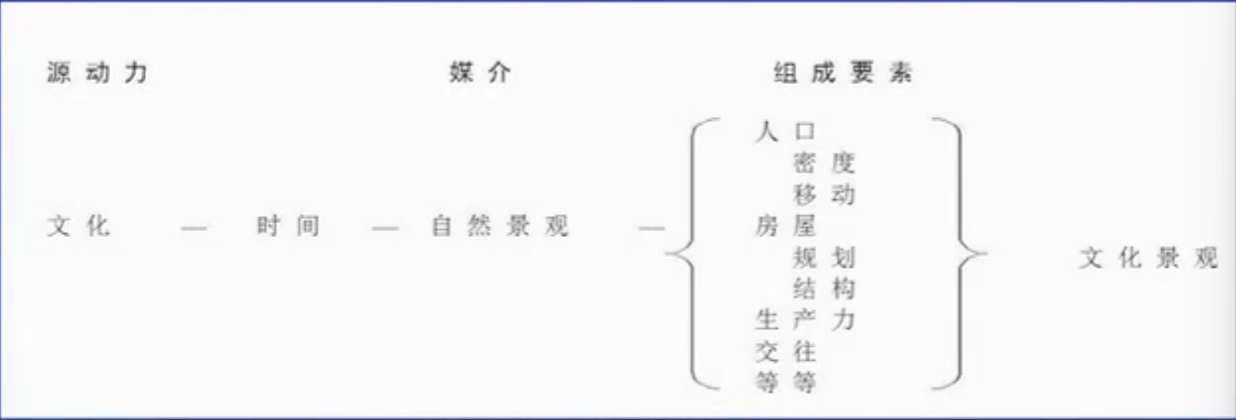 源动力 媒介 组成要素
人口
密度
移动
文化 — 时间 — 自然景观 — 房屋
规划 文化景观
结构
生产力
交往
等等